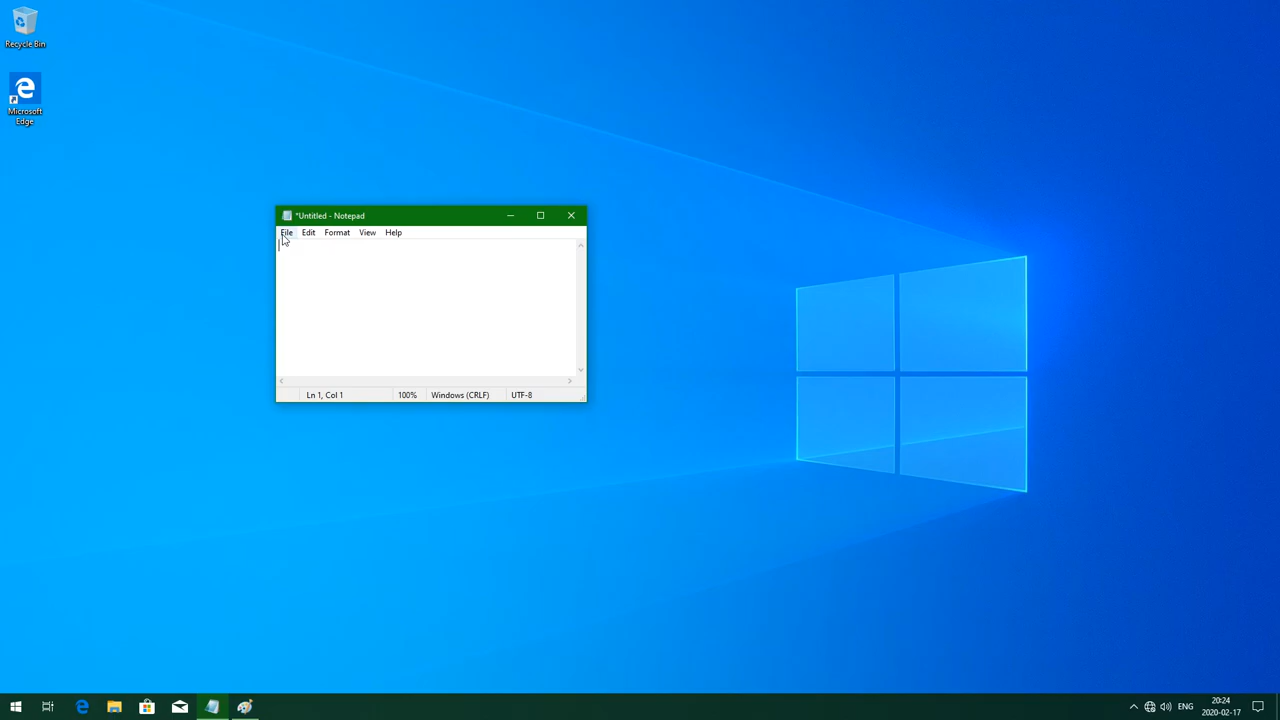 Recycle Bin
Microsoft
Edge
*Untitled - Notepad
File Edit Format View Help
Ln 1, Col 1 100% Windows (CRLF) UTF-8
ENG
20:24
2020-02-17